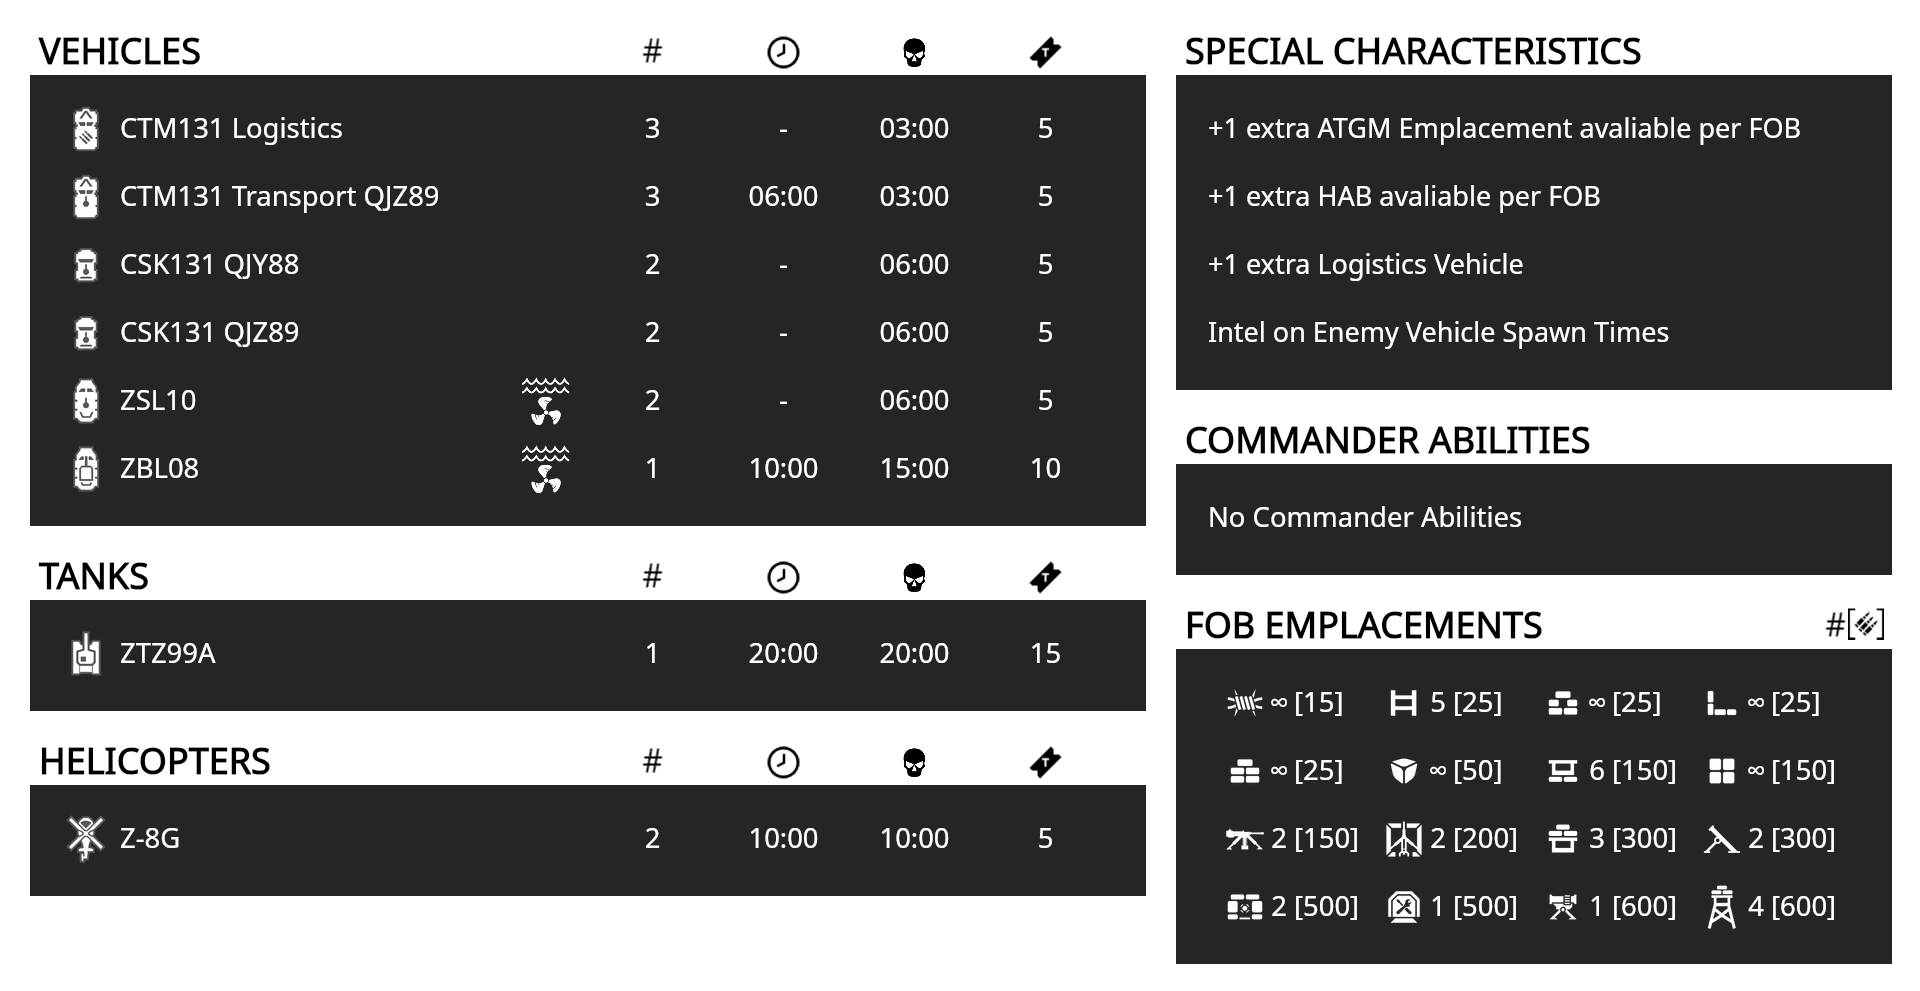 VEHICLES #
CTM131 Logistics 3 - 03:00 5
CTM131 Transport QJZ89 3 06:00 03:00 5
CSK131 QJY88 2 - 06:00 5
CSK131 QJZ89 2 - 06:00 5
ZSL10 2 - 06:00 5
ZBL08 1 10:00 15:00 10
TANKS #
ZTZ99A 1 20:00 20:00 15
HELICOPTERS #
Z-8G 2 10:00 10:00 5
SPECIAL CHARACTERISTICS
+1 extra ATGM Emplacement avaliable per FOB
+1 extra HAB avaliable per FOB
+1 extra Logistics Vehicle
Intel on Enemy Vehicle Spawn Times
COMMANDER ABILITIES
No Commander Abilities
FOB EMPLACEMENTS #[]
∞ [15] 5 [25] ∞ [25] ∞ [25]
∞ [25] ∞ [50] 6 [150] ∞ [150]
2 [150] 2 [200] 3 [300] 2 [300]
2 [500] 1 [500] 1 [600] 4 [600]